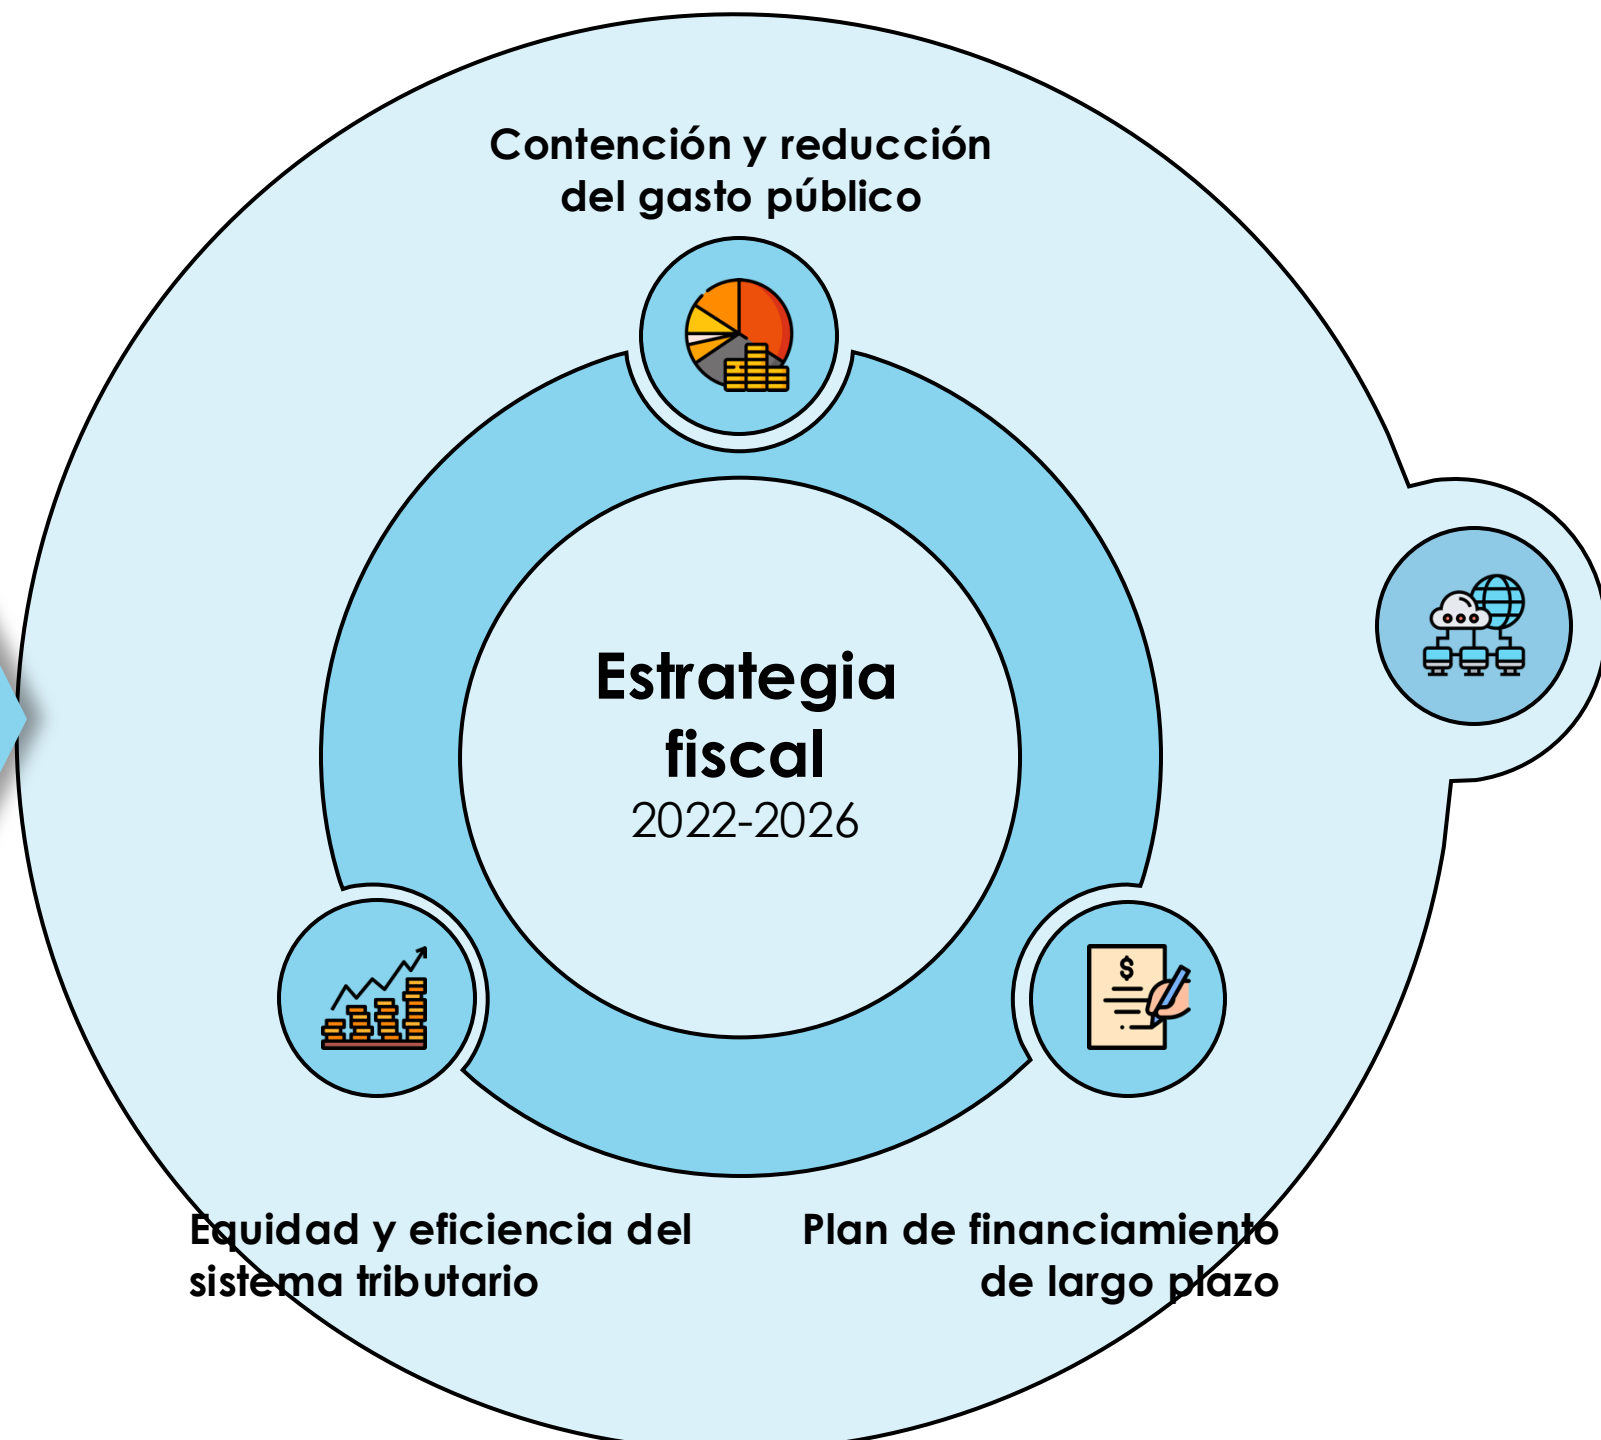 Contención y reducción
del gasto público
Estrategia
fiscal
2022-2026
$
Equidad y eficiencia del
sistema tributario
Plan de financiamiento
de largo plazo